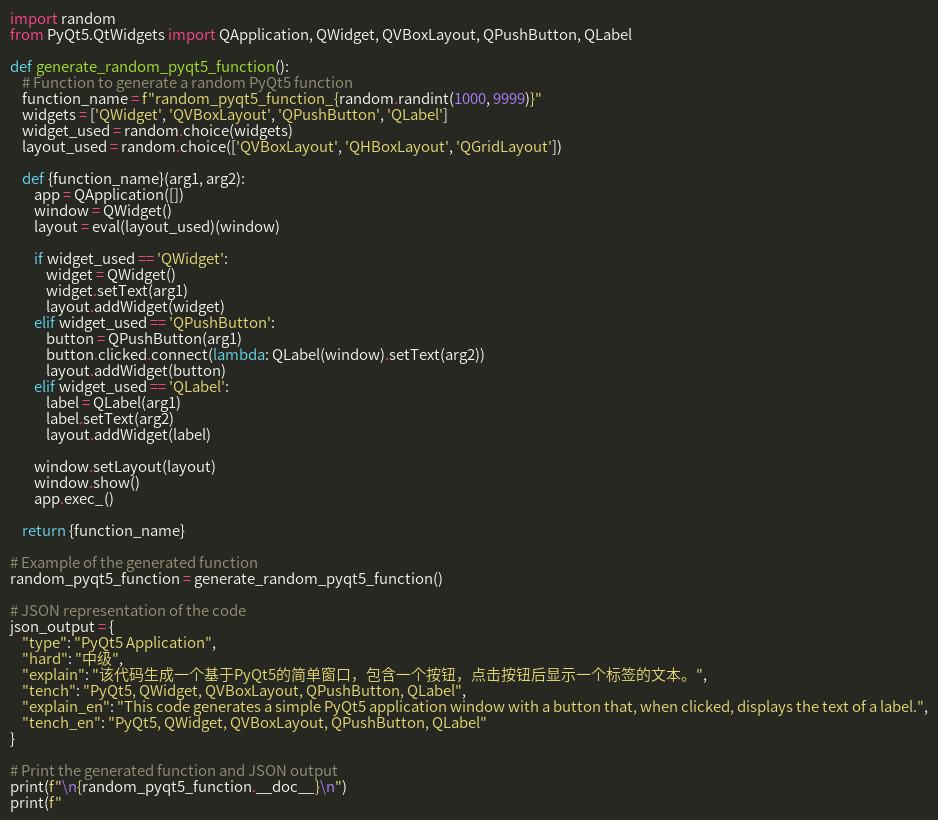 import random
from PyQt5.QtWidgets import QApplication, QWidget, QVBoxLayout, QPushButton, QLabel

def generate_random_pyqt5_function():
    # Function to generate a random PyQt5 function
    function_name = f"random_pyqt5_function_{random.randint(1000, 9999)}"
    widgets = ['QWidget', 'QVBoxLayout', 'QPushButton', 'QLabel']
    widget_used = random.choice(widgets)
    layout_used = random.choice(['QVBoxLayout', 'QHBoxLayout', 'QGridLayout'])

    def {function_name}(arg1, arg2):
        app = QApplication([])
        window = QWidget()
        layout = eval(layout_used)(window)

        if widget_used == 'QWidget':
            widget = QWidget()
            widget.setText(arg1)
            layout.addWidget(widget)
        elif widget_used == 'QPushButton':
            button = QPushButton(arg1)
            button.clicked.connect(lambda: QLabel(window).setText(arg2))
            layout.addWidget(button)
        elif widget_used == 'QLabel':
            label = QLabel(arg1)
            label.setText(arg2)
            layout.addWidget(label)

        window.setLayout(layout)
        window.show()
        app.exec_()

    return {function_name}

# Example of the generated function
random_pyqt5_function = generate_random_pyqt5_function()

# JSON representation of the code
json_output = {
    "type": "PyQt5 Application",
    "hard": "中级",
    "explain": "该代码生成一个基于PyQt5的简单窗口，包含一个按钮，点击按钮后显示一个标签的文本。",
    "tench": "PyQt5, QWidget, QVBoxLayout, QPushButton, QLabel",
    "explain_en": "This code generates a simple PyQt5 application window with a button that, when clicked, displays the text of a label.",
    "tench_en": "PyQt5, QWidget, QVBoxLayout, QPushButton, QLabel"
}

# Print the generated function and JSON output
print(f"\n{random_pyqt5_function.__doc__}\n")
print(f"